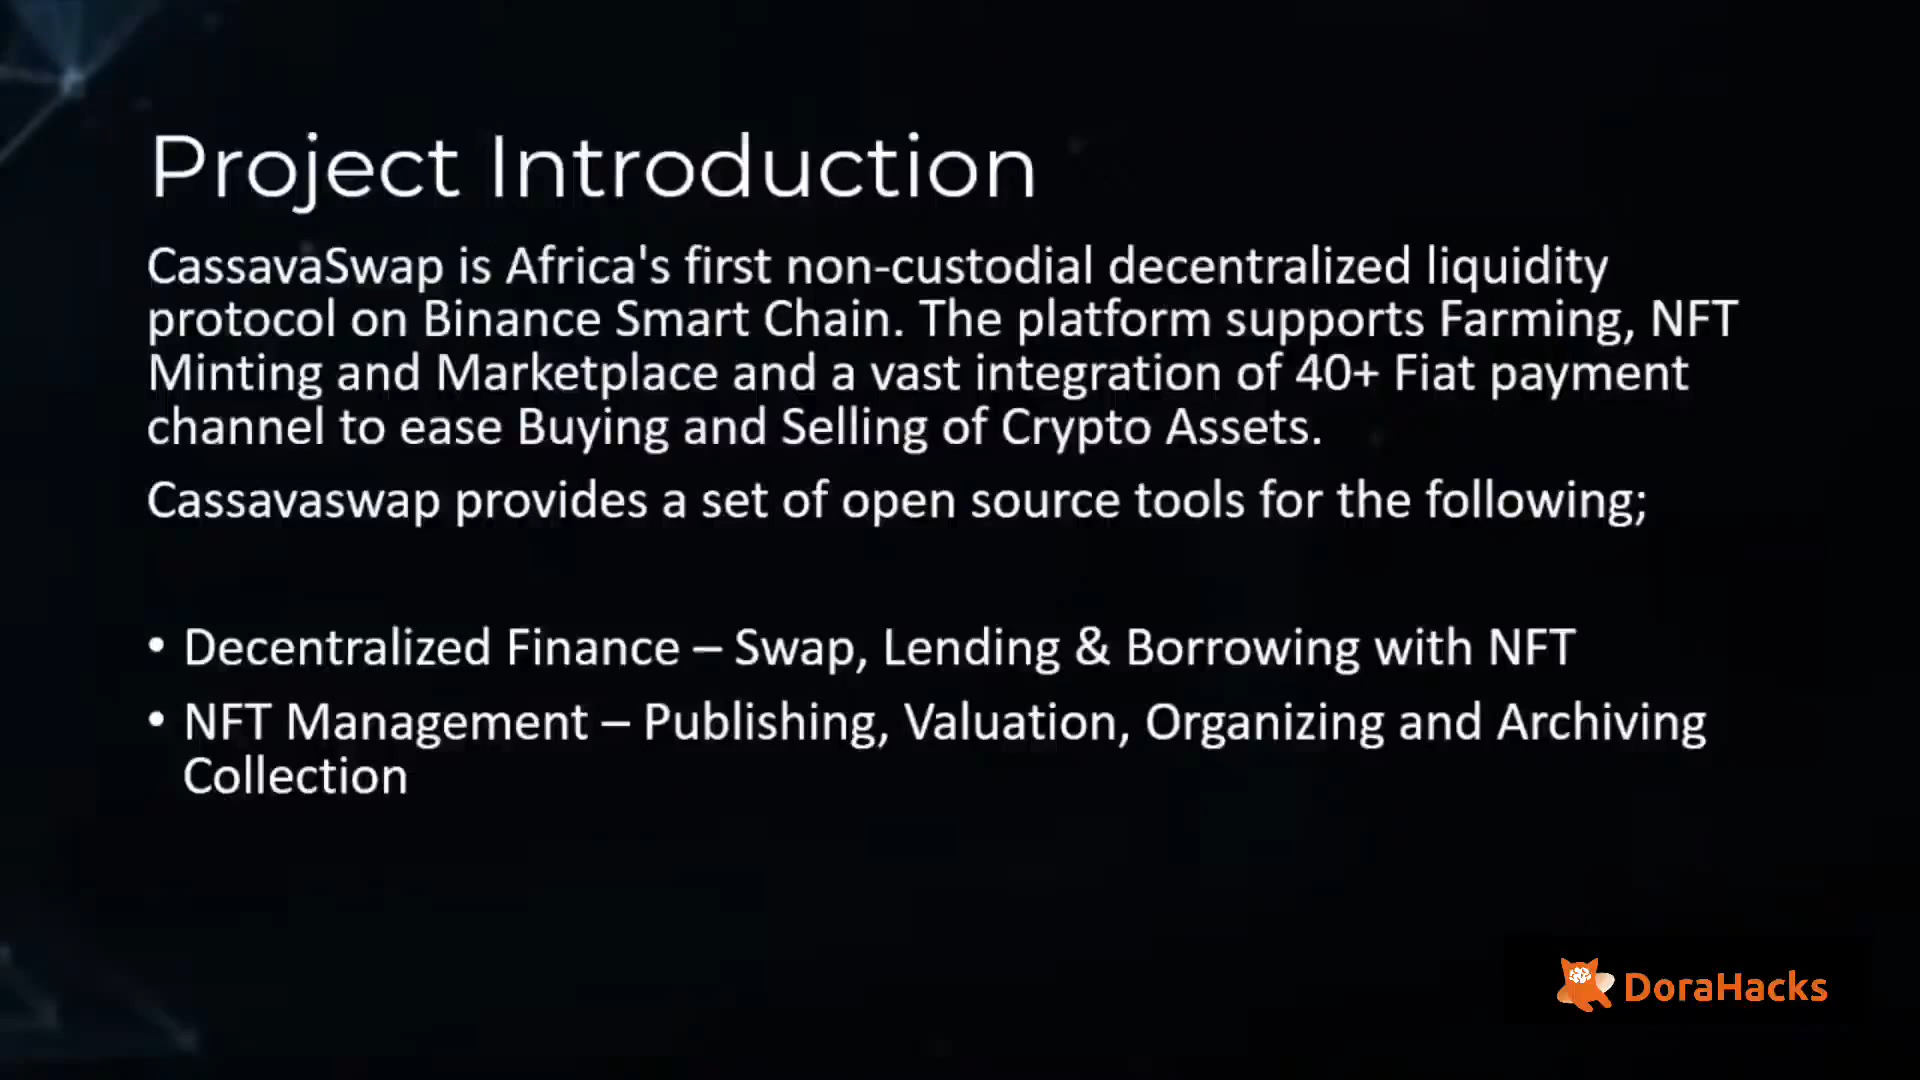 Project Introduction
CassavaSwap is Africa's first non-custodial decentralized liquidity
protocol on Binance Smart Chain. The platform supports Farming, NFT
Minting and Marketplace and a vast integration of 40+ Fiat payment
channel to ease Buying and Selling of Crypto Assets.
Cassavaswap provides a set of open source tools for the following;
• Decentralized Finance – Swap, Lending & Borrowing with NFT
• NFT Management – Publishing, Valuation, Organizing and Archiving
Collection
DoraHacks